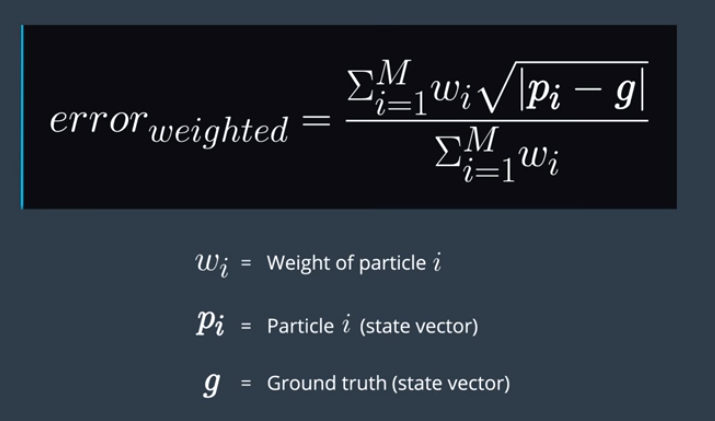 error_weighted = Σ_{i=1}^{M} w_i √|p_i − g| / Σ_{i=1}^{M} w_i
w_i = Weight of particle i
p_i = Particle i (state vector)
g = Ground truth (state vector)